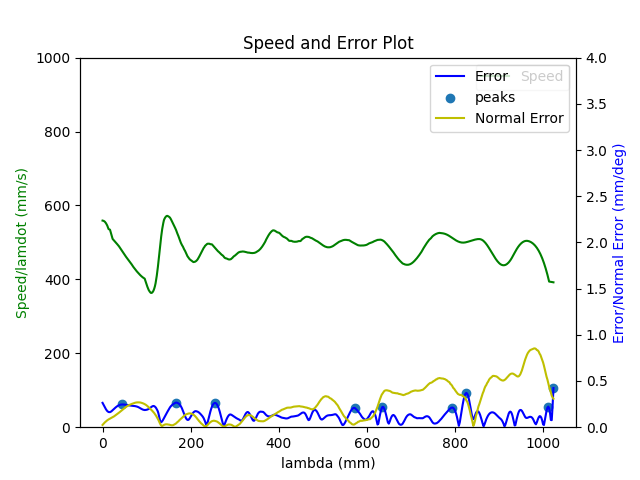 Speed and Error Plot
1000
800
600
400
200
0
Speed/lamdot (mm/s)
4.0
3.5
3.0
2.5
2.0
1.5
1.0
0.5
0.0
Error/Normal Error (mm/deg)
Error
Speed
peaks
Normal Error
0 200 400 600 800 1000
lambda (mm)